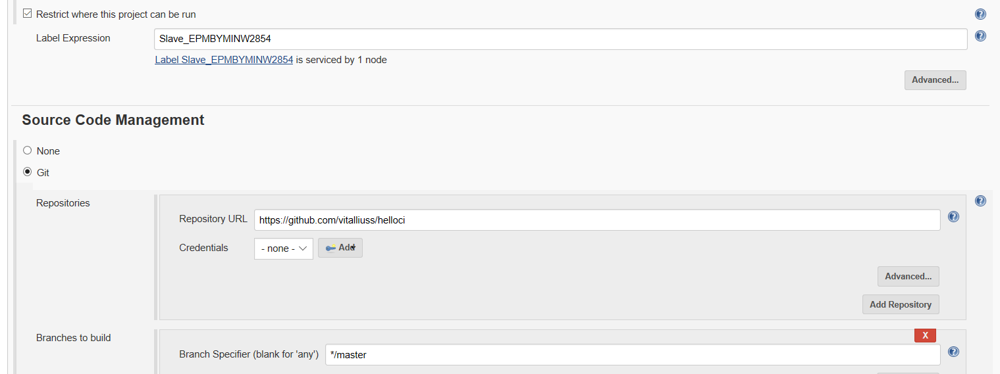 Restrict where this project can be run
Label Expression
Slave_EPMBYMINW2854
Label Slave_EPMBYMINW2854 is serviced by 1 node
Advanced...
Source Code Management
None
Git
Repositories
Repository URL
https://github.com/vitalliuss/helloci
Credentials
- none -
Add
Advanced...
Add Repository
Branches to build
X
Branch Specifier (blank for 'any')
*/master